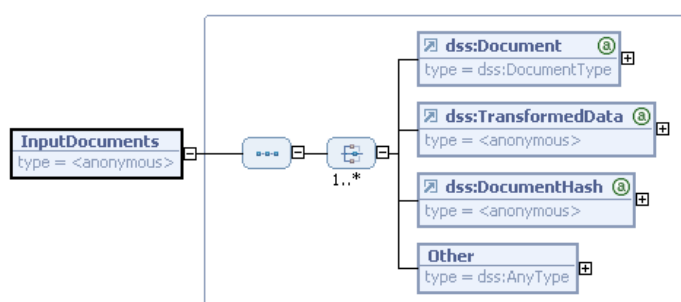 dss:Document a
type = dss:DocumentType
dss:TransformedData a
type = <anonymous>
InputDocuments
type = <anonymous>
1..*
dss:DocumentHash a
type = <anonymous>
Other
type = dss:AnyType